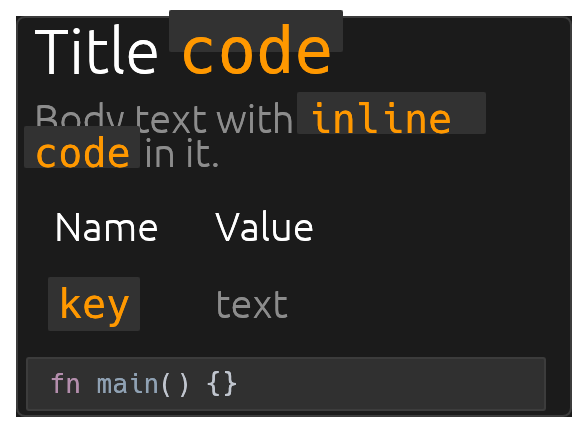 Title code
Body text with inline
code in it.
Name Value
key text
fn main() {}